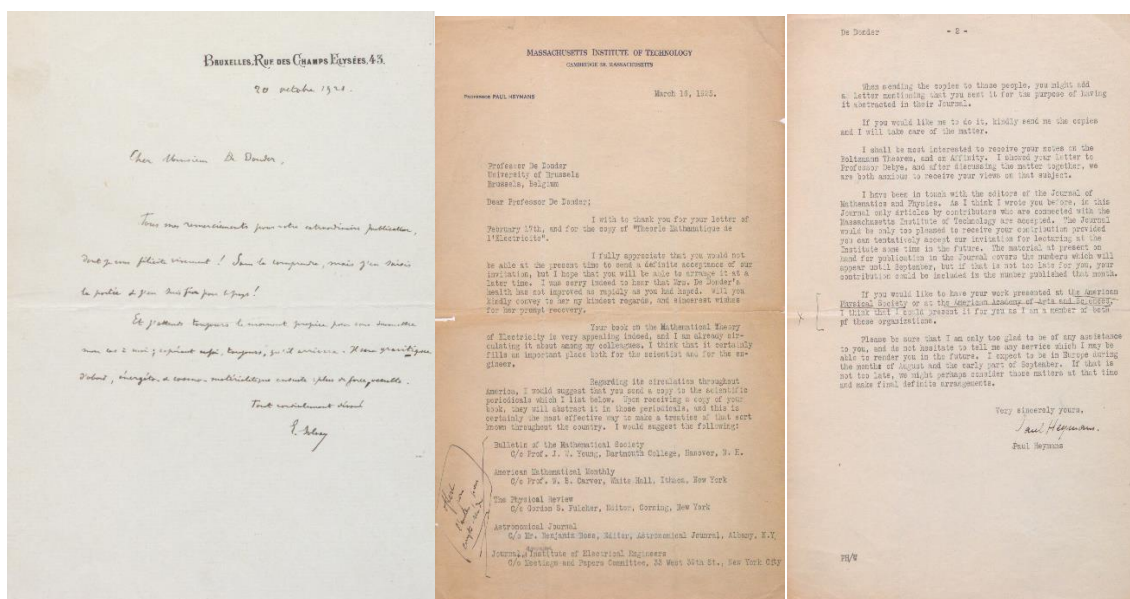 BRUXELLES. RUE DES CHAMPS ELYSÉES, 43.
20 octobre 1921.
Cher Monsieur De Donder,
Tous mes remerciements pour votre extraordinaire publication,
dont je vous félicite vivement ! Sans la comprendre, mais j'en saisis
la portée & j'en suis fier pour le pays !
Et j'attends toujours le moment propice pour vous soumettre
mon cas à moi & espérant aussi, toujours, qu'il arrivera.
d'abord,
Tout cordialement dévoué
E. Solvay
MASSACHUSETTS INSTITUTE OF TECHNOLOGY
CAMBRIDGE 39, MASSACHUSETTS
PROFESSOR PAUL HEYMANS
March 16, 1923.
Professor De Donder
University of Brussels
Brussels, Belgium
Dear Professor De Donder;
I wish to thank you for your letter of
February 17th, and for the copy of "Theorie Mathematique de
l'Electricite".
I fully appreciate that you would not
be able at the present time to send a definite acceptance of our
invitation, but I hope that you will be able to arrange it at a
later time. I was sorry indeed to hear that Mrs. De Donder's
health has not improved as rapidly as you had hoped. Will you
kindly convey to her my kindest regards, and sincerest wishes
for her prompt recovery.
Your book on the Mathematical Theory
of Electricity is very appealing indeed, and I am already cir-
culating it about among my colleagues. I think that it certainly
fills an important place both for the scientist and for the en-
gineer.
Regarding its circulation throughout
America, I would suggest that you send a copy to the scientific
periodicals which I list below. Upon receiving a copy of your
book, they will abstract it in those periodicals, and this is
certainly the most effective way to make a treatise of that sort
known throughout the country. I would suggest the following:
Bulletin of the Mathematical Society
C/o Prof. J. W. Young, Dartmouth College, Hanover, N. H.
American Mathematical Monthly
C/o Prof. W. B. Carver, White Hall, Ithaca, New York
The Physical Review
C/o Gordon S. Fulcher, Editor, Corning, New York
Astronomical Journal
C/o Mr. Benjamin Boss, Editor, Astronomical Journal, Albany, N.Y
Journal, Institute of Electrical Engineers
C/o Meetings and Papers Committee, 33 West 39th St., New York City
De Donder - 2 -
When sending the copies to these people, you might add
a letter mentioning that you sent it for the purpose of having
it abstracted in their Journal.
If you would like me to do it, kindly send me the copies
and I will take care of the matter.
I shall be most interested to receive your notes in the
Boltzmann Theorem, and on Affinity. I showed your letter to
Professor Debye, and after discussing the matter together, we
are both anxious to receive your views on that subject.
I have been in touch with the editors of the Journal of
Mathematics and Physics. As I think I wrote you before, in this
Journal only articles by contributors who are connected with the
Massachusetts Institute of Technology are accepted. The Journal
would be only too pleased to receive your contribution provided
you can tentatively accept our invitation for lecturing at the
Institute some time in the future. The material at present on
hand for publication in the Journal covers the numbers which will
appear until September, but if that is not too late for you, your
contribution could be included in the number published that month.
If you would like to have your work presented at the American
Physical Society or at the American Academy of Arts and Sciences,
I think that I could present it for you as I am a member of both
of those organizations.
Please be sure that I am only too glad to be of any assistance
to you, and do not hesitate to tell me any service which I may be
able to render you in the future. I expect to be in Europe during
the months of August and the early part of September. If that is
not too late, we might perhaps consider those matters at that time
and make final definite arrangements.
Very sincerely yours,
Paul Heymans.
Paul Heymans
PH/W